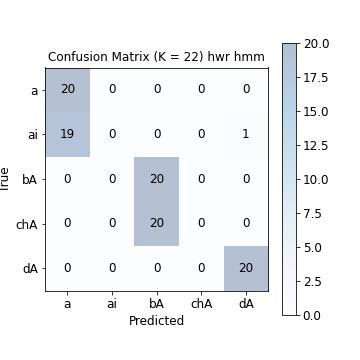 Confusion Matrix (K = 22) hwr hmm
20.0
a 20 0 0 0 0
17.5
ai 19 0 0 0 1
15.0
12.5
bA 0 0 20 0 0
10.0
True
7.5
chA 0 0 20 0 0
5.0
dA 0 0 0 0 20
2.5
a ai bA chA dA
0.0
Predicted